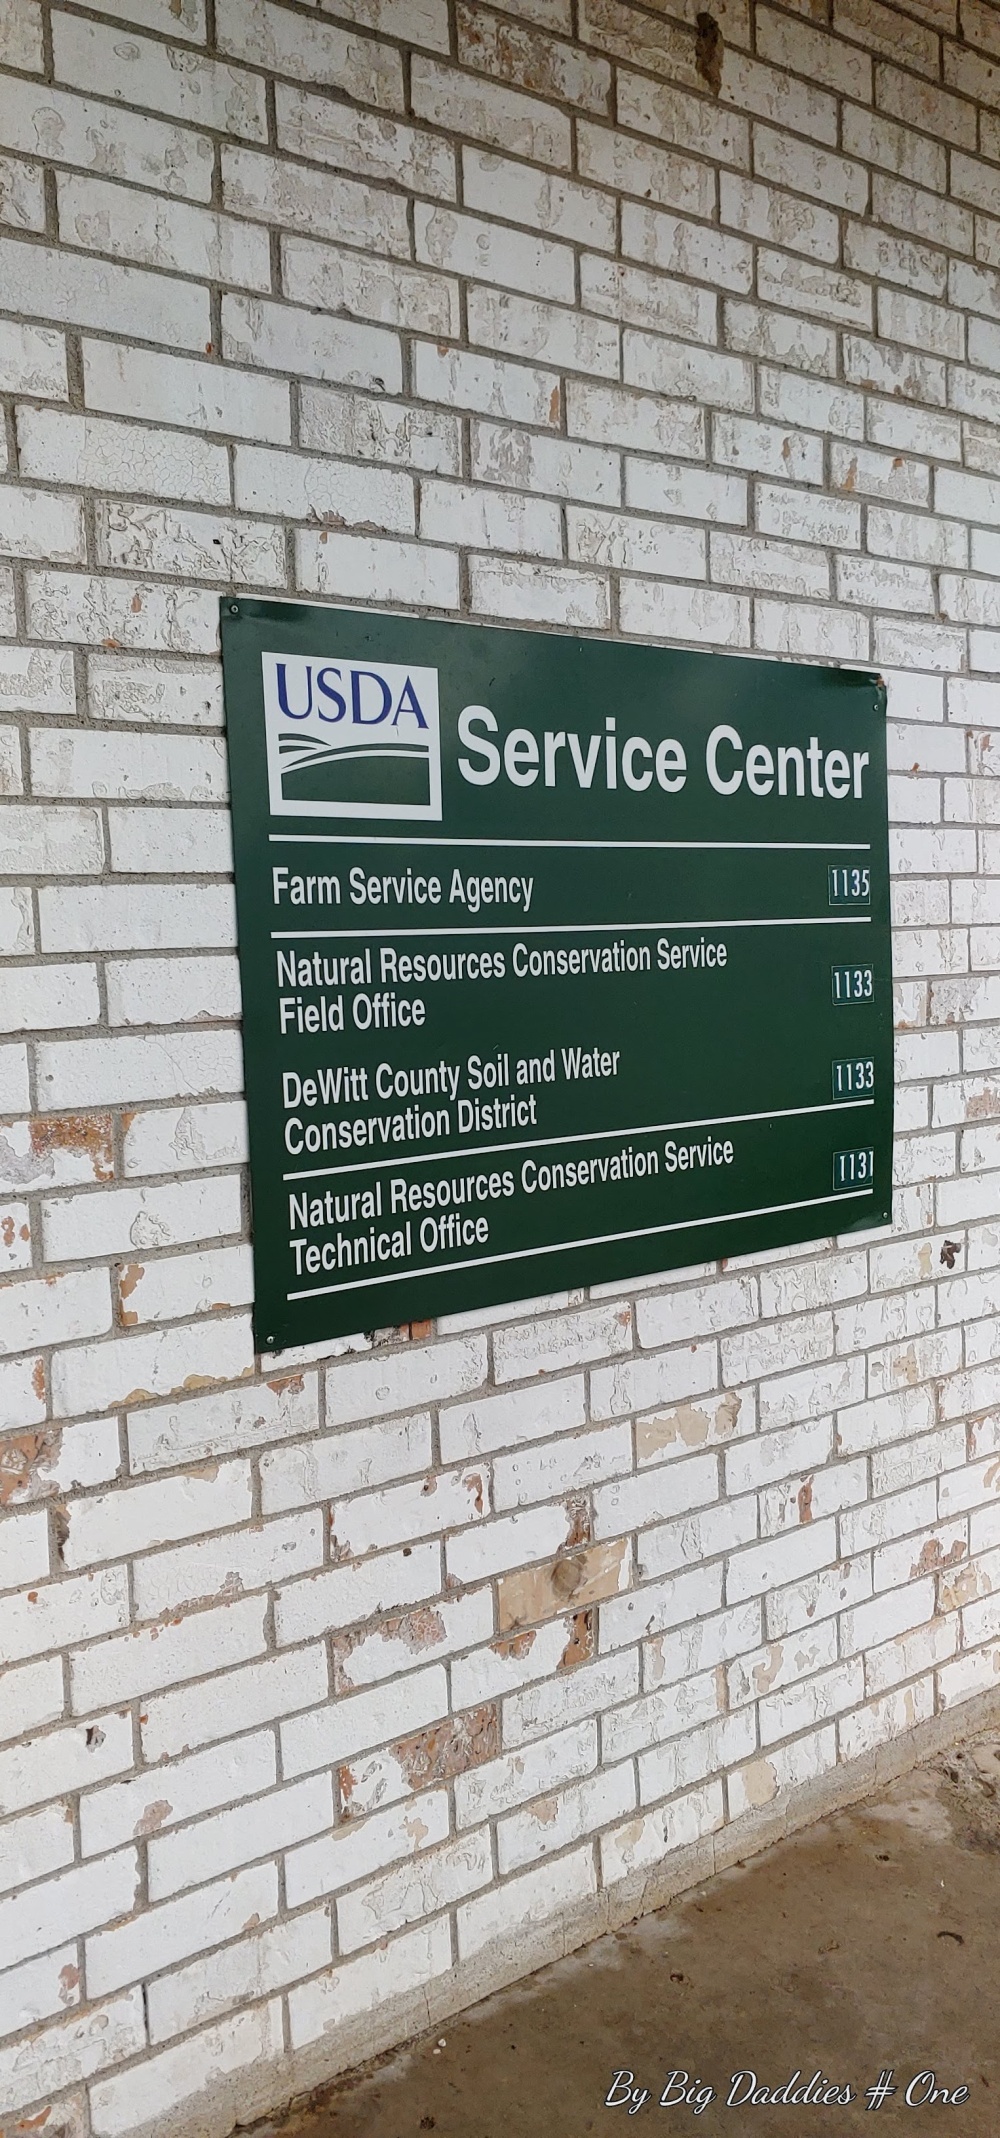 USDA
Service Center
Farm Service Agency 1135
Natural Resources Conservation Service
Field Office 1133
DeWitt County Soil and Water
Conservation District 1133
Natural Resources Conservation Service
Technical Office 1131
By Big Daddies # One